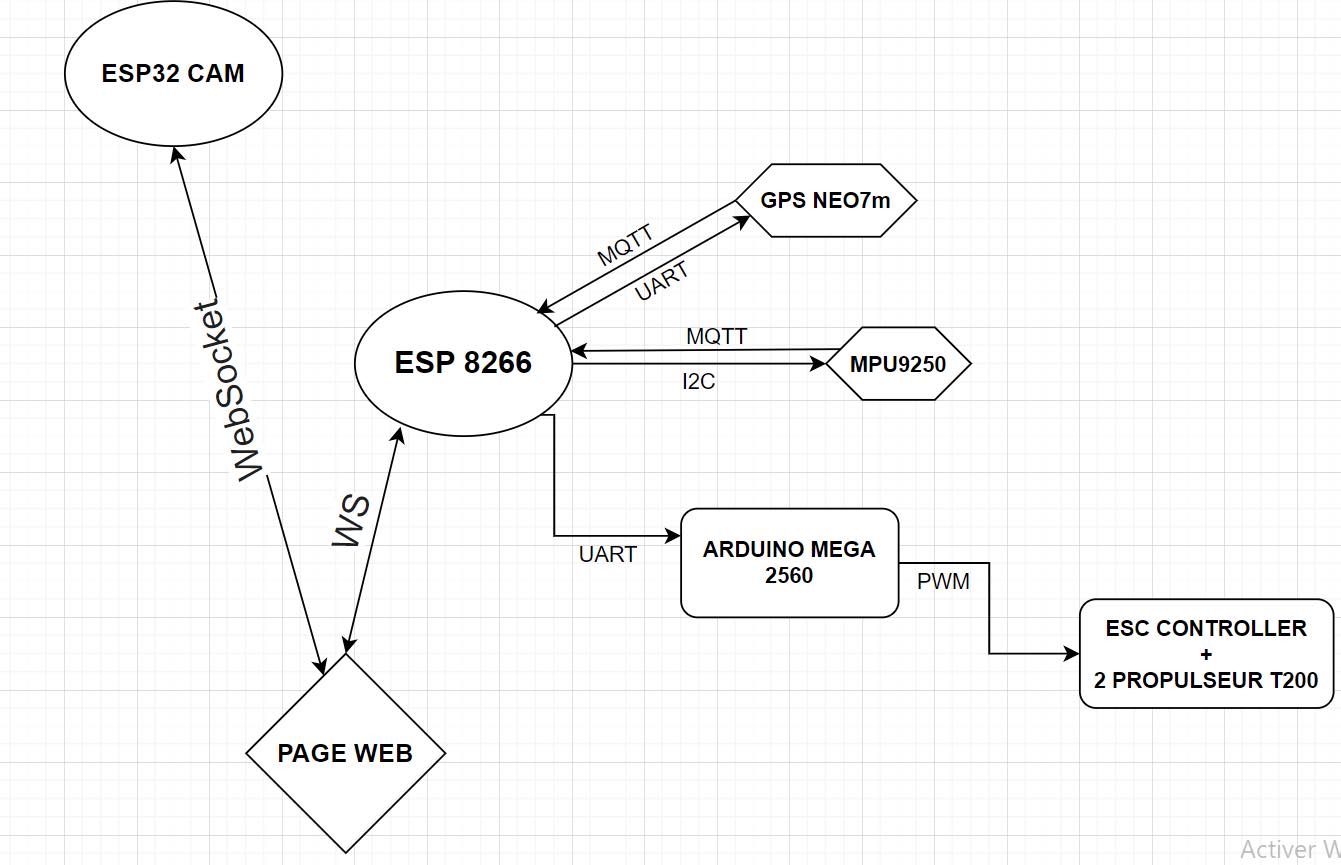 ESP32 CAM
GPS NEO7m
MQTT
UART
WebSocket
ESP 8266
MQTT
MPU9250
I2C
WS
ARDUINO MEGA
2560
UART
PWM
ESC CONTROLLER
+
2 PROPULSEUR T200
PAGE WEB
Activer W